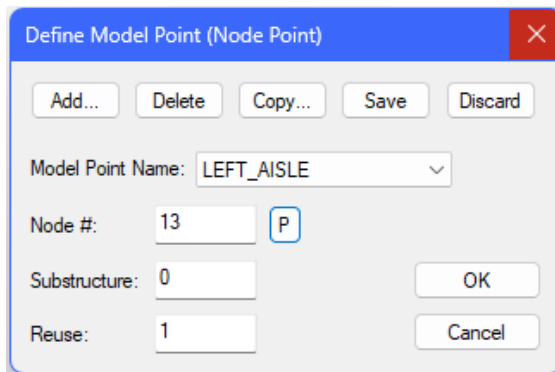 Define Model Point (Node Point)
Add... Delete Copy... Save Discard
Model Point Name: LEFT_AISLE
Node #: 13 P
Substructure: 0 OK
Reuse: 1 Cancel